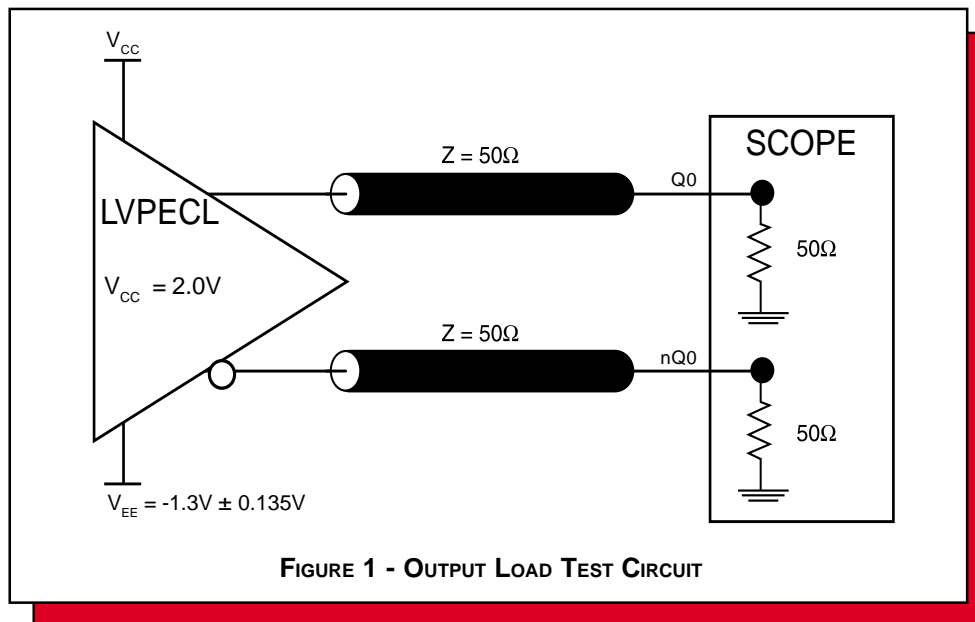 V_CC
SCOPE
Z = 50Ω
Q0
LVPECL
50Ω
V_CC = 2.0V
Z = 50Ω
nQ0
50Ω
V_EE = -1.3V ± 0.135V
FIGURE 1 - OUTPUT LOAD TEST CIRCUIT